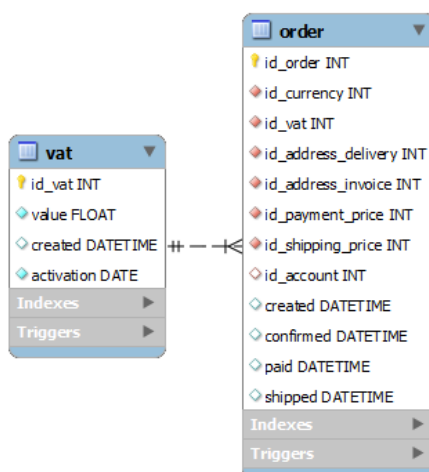 vat
id_vat INT
value FLOAT
created DATETIME
activation DATE
Indexes
Triggers
order
id_order INT
id_currency INT
id_vat INT
id_address_delivery INT
id_address_invoice INT
id_payment_price INT
id_shipping_price INT
id_account INT
created DATETIME
confirmed DATETIME
paid DATETIME
shipped DATETIME
Indexes
Triggers